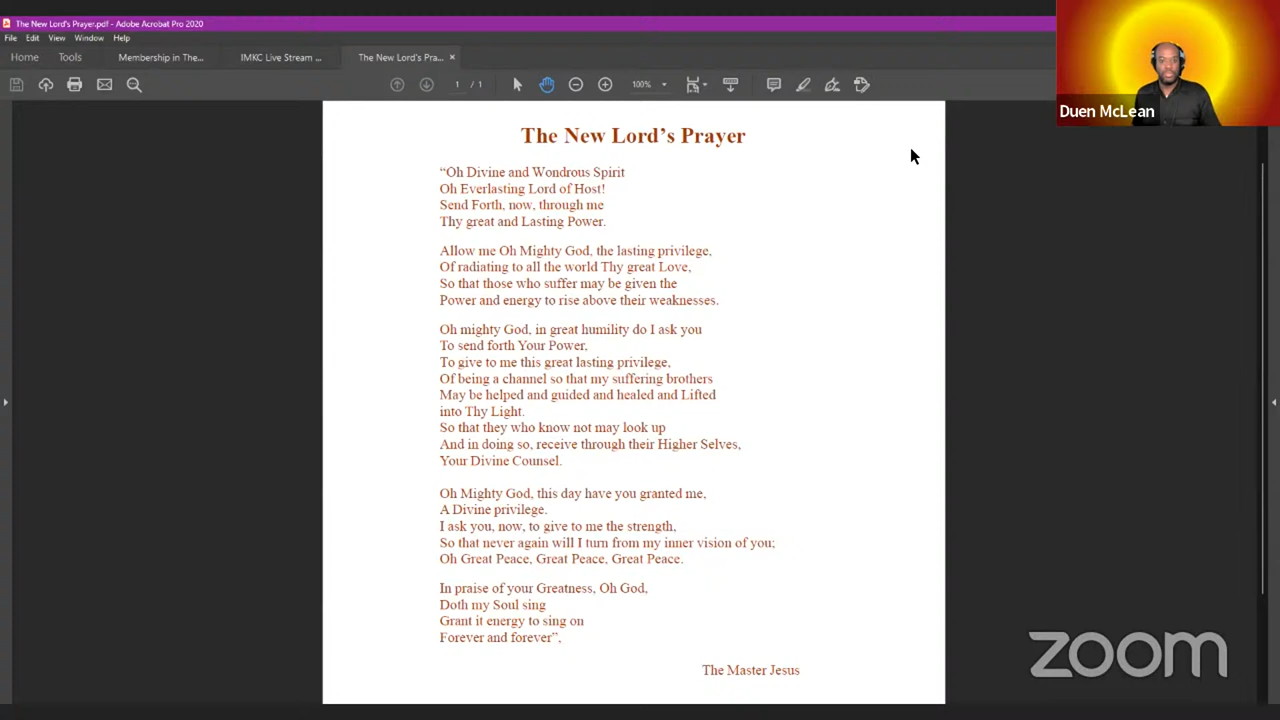 The New Lord's Prayer.pdf - Adobe Acrobat Pro 2020
File Edit View Window Help
Home Tools Membership in The... IMKC Live Stream ... The New Lord's Pra... ×
1 / 1 100%
Duen McLean
The New Lord’s Prayer
“Oh Divine and Wondrous Spirit
Oh Everlasting Lord of Host!
Send Forth, now, through me
Thy great and Lasting Power.
Allow me Oh Mighty God, the lasting privilege,
Of radiating to all the world Thy great Love,
So that those who suffer may be given the
Power and energy to rise above their weaknesses.
Oh mighty God, in great humility do I ask you
To send forth Your Power,
To give to me this great lasting privilege,
Of being a channel so that my suffering brothers
May be helped and guided and healed and Lifted
into Thy Light.
So that they who know not may look up
And in doing so, receive through their Higher Selves,
Your Divine Counsel.
Oh Mighty God, this day have you granted me,
A Divine privilege.
I ask you, now, to give to me the strength,
So that never again will I turn from my inner vision of you;
Oh Great Peace, Great Peace, Great Peace.
In praise of your Greatness, Oh God,
Doth my Soul sing
Grant it energy to sing on
Forever and forever”,
The Master Jesus
zoom